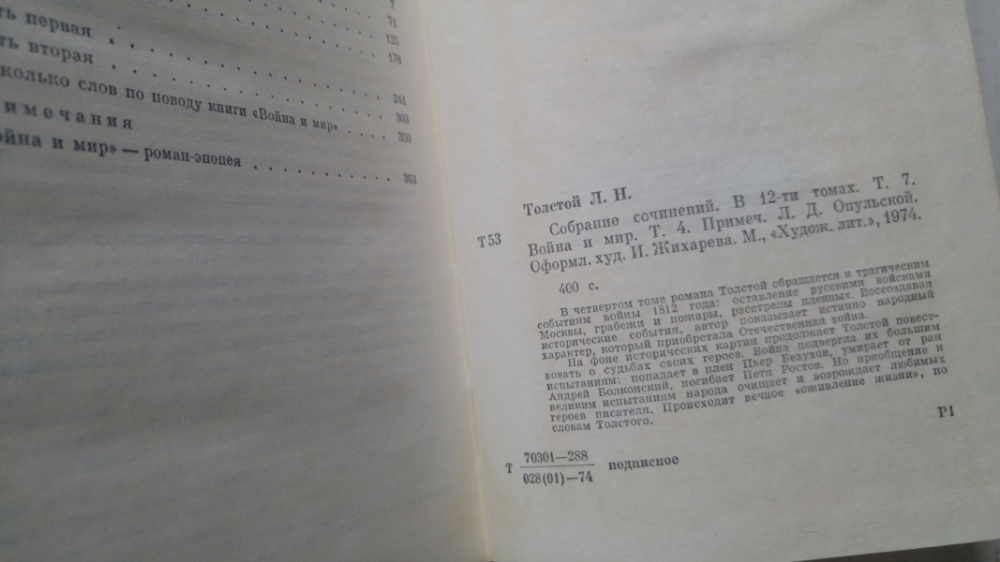 7
71
125
178
первая
вторая
слов по поводу книги «Война и мир»
241
303
350
мечания
и мир» — роман-эпопея
363
Толстой Л. Н.
Т53
Собрание сочинений. В 12-ти томах. Т. 7.
Война и мир. Т. 4. Примеч. Л. Д. Опульской.
Оформл. худ. И. Жихарева. М., «Худож. лит.», 1974.
400 с.
В четвертом томе романа Толстой обращается к трагическим
событиям войны 1812 года: оставление русскими войсками
Москвы, грабежи и пожары, расстрелы пленных. Воссоздавая
исторические события, автор показывает истинно народный
характер, который приобретала Отечественная война.
На фоне исторических картин продолжает Толстой повест-
вовать о судьбах своих героев. Война подвергла их большим
испытаниям: попадает в плен Пьер Безухов, умирает от ран
Андрей Болконский, погибает Петя Ростов. Но приобщение к
великим испытаниям народа очищает и возрождает любимых
героев писателя. Происходит вечное «оживление жизни», по
словам Толстого.
Т 70301—288
028(01)—74
подписное
Р1